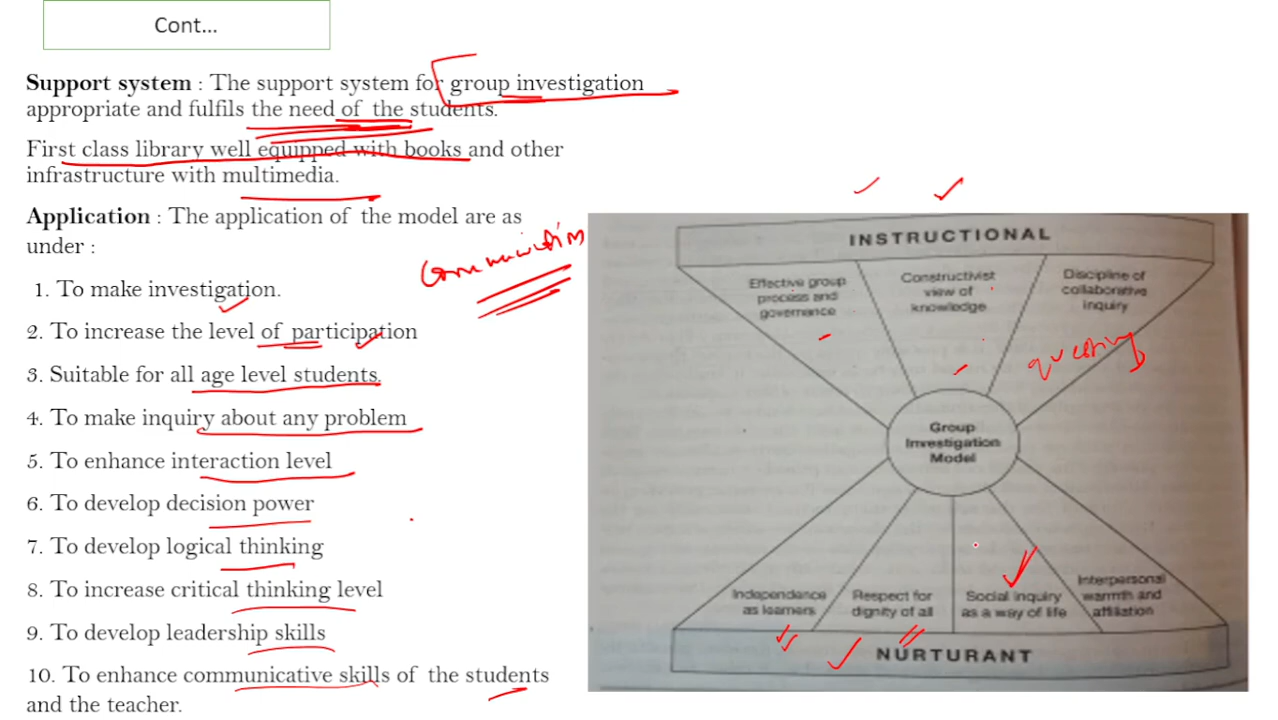 Cont...
Support system : The support system for group investigation
appropriate and fulfils the need of the students.
First class library well equipped with books and other
infrastructure with multimedia.
Application : The application of the model are as
under :
1. To make investigation.
2. To increase the level of participation
3. Suitable for all age level students.
4. To make inquiry about any problem
5. To enhance interaction level
6. To develop decision power
7. To develop logical thinking
8. To increase critical thinking level
9. To develop leadership skills
10. To enhance communicative skills of the students
and the teacher.
INSTRUCTIONAL
Effective group
process and
governance
Constructivist
view of
knowledge
Discipline of
collaborative
inquiry
Group
Investigation
Model
Independence
as learners
Respect for
dignity of all
Social inquiry
as a way of life
Interpersonal
warmth and
affiliation
NURTURANT